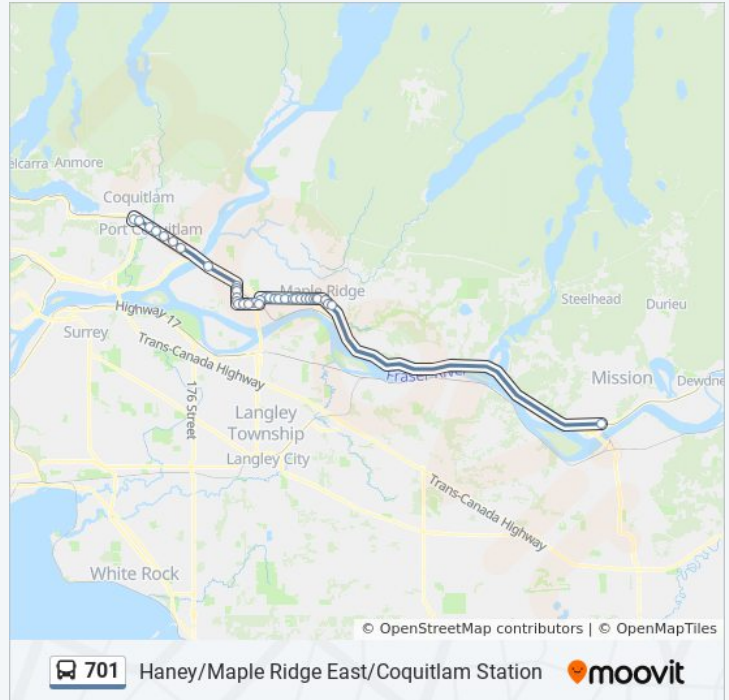 elcarra Anmore
Coquitlam
Port Coquitlam
Maple Ridge
Steelhead
Durieu
Highway 17
Surrey
Trans-Canada Highway
Fraser River
Mission
Dewdne
176 Street
Langley
Township
Langley City
Trans-Canada Highway
White Rock
© OpenStreetMap contributors | © OpenMapTiles
701 Haney/Maple Ridge East/Coquitlam Station moovit